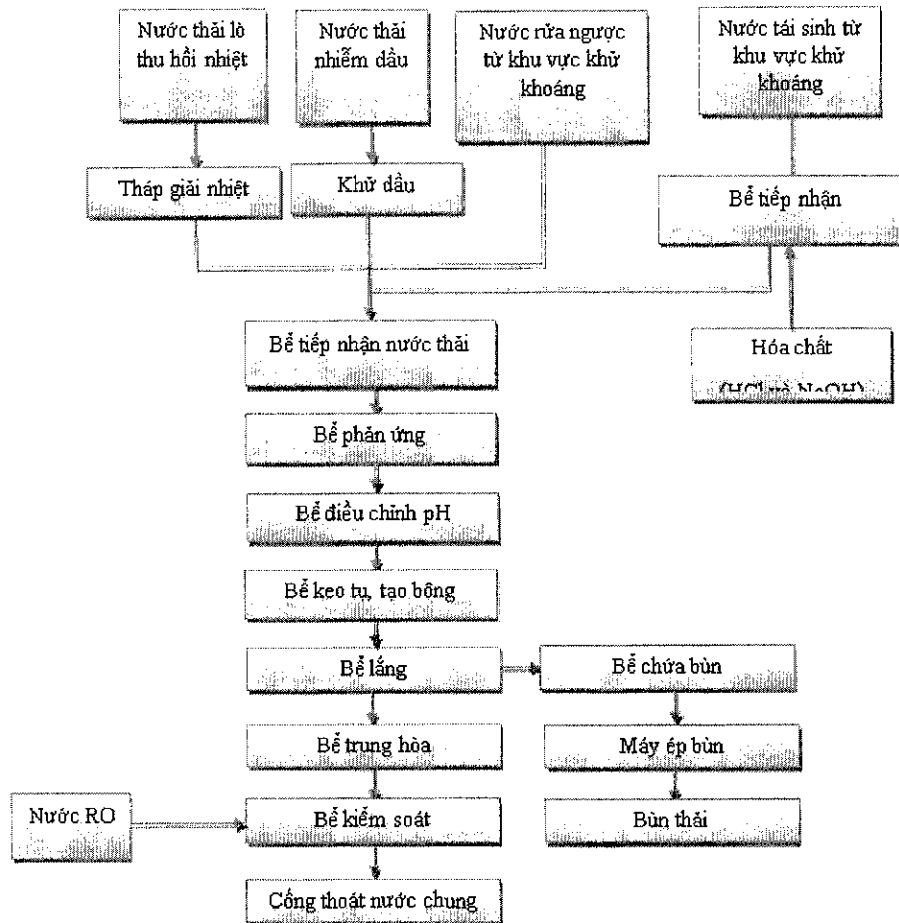 Nước thải lò
thu hồi nhiệt
Nước thải
nhiễm dầu
Nước rửa ngược
từ khu vực khử
khoáng
Nước tái sinh từ
khu vực khử
khoáng
Tháp giải nhiệt
Khử dầu
Bể tiếp nhận
Bể tiếp nhận nước thải
Hóa chất
(HCl và NaOH)
Bể phản ứng
Bể điều chỉnh pH
Bể keo tụ, tạo bông
Bể lắng
Bể chứa bùn
Bể trung hòa
Máy ép bùn
Nước RO
Bể kiểm soát
Bùn thải
Cống thoát nước chung